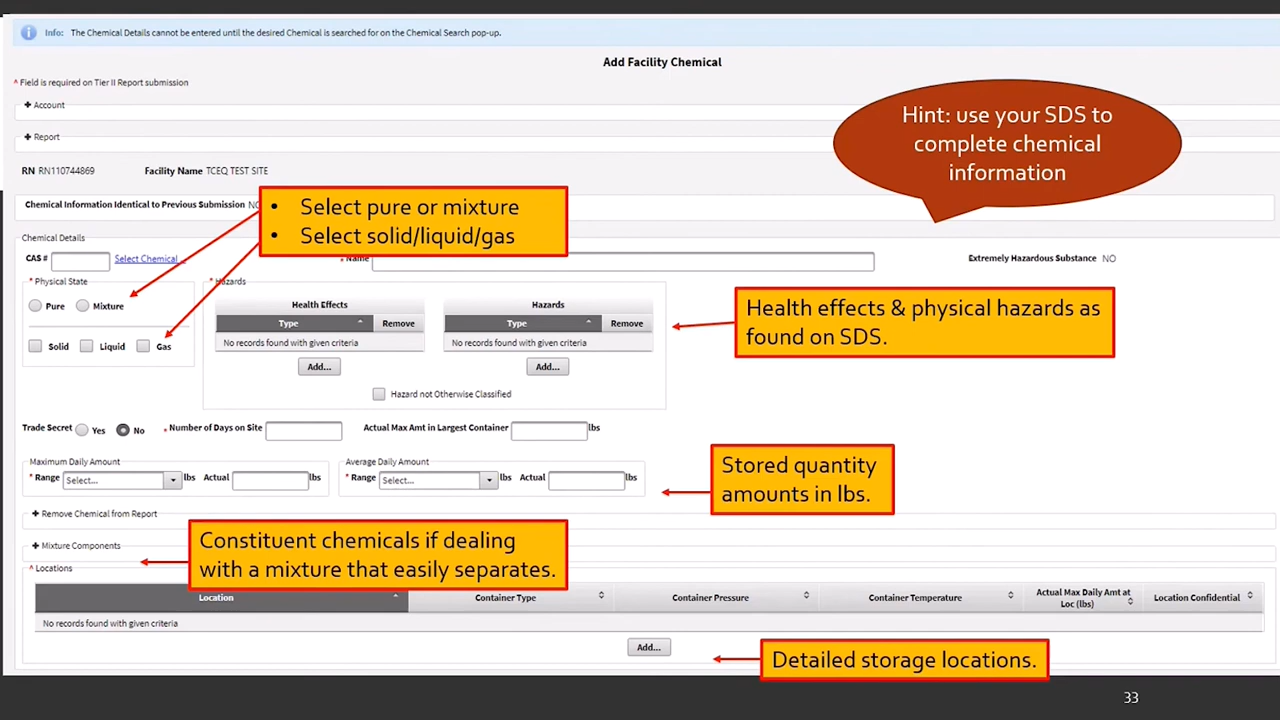 Info: The Chemical Details cannot be entered until the desired Chemical is searched for on the Chemical Search pop-up.
Add Facility Chemical
^ Field is required on Tier II Report submission
+ Account
Hint: use your SDS to
complete chemical
information
+ Report
RN RN110744869 Facility Name TCEQ TEST SITE
Chemical Information Identical to Previous Submission NO
• Select pure or mixture
• Select solid/liquid/gas
Chemical Details
CAS # Select Chemical * Name Extremely Hazardous Substance NO
* Physical State
Pure Mixture
Solid Liquid Gas
* Hazards
Health Effects Hazards
Type Remove Type Remove
No records found with given criteria No records found with given criteria
Add... Add...
Hazard not Otherwise Classified
Health effects & physical hazards as
found on SDS.
Trade Secret Yes No * Number of Days on Site Actual Max Amt in Largest Container lbs
Maximum Daily Amount Average Daily Amount
* Range Select... lbs Actual lbs * Range Select... lbs Actual lbs
Stored quantity
amounts in lbs.
+ Remove Chemical from Report
+ Mixture Components
Constituent chemicals if dealing
with a mixture that easily separates.
^ Locations
Location Container Type Container Pressure Container Temperature Actual Max Daily Amt at Loc (lbs) Location Confidential
No records found with given criteria
Add...
Detailed storage locations.
33